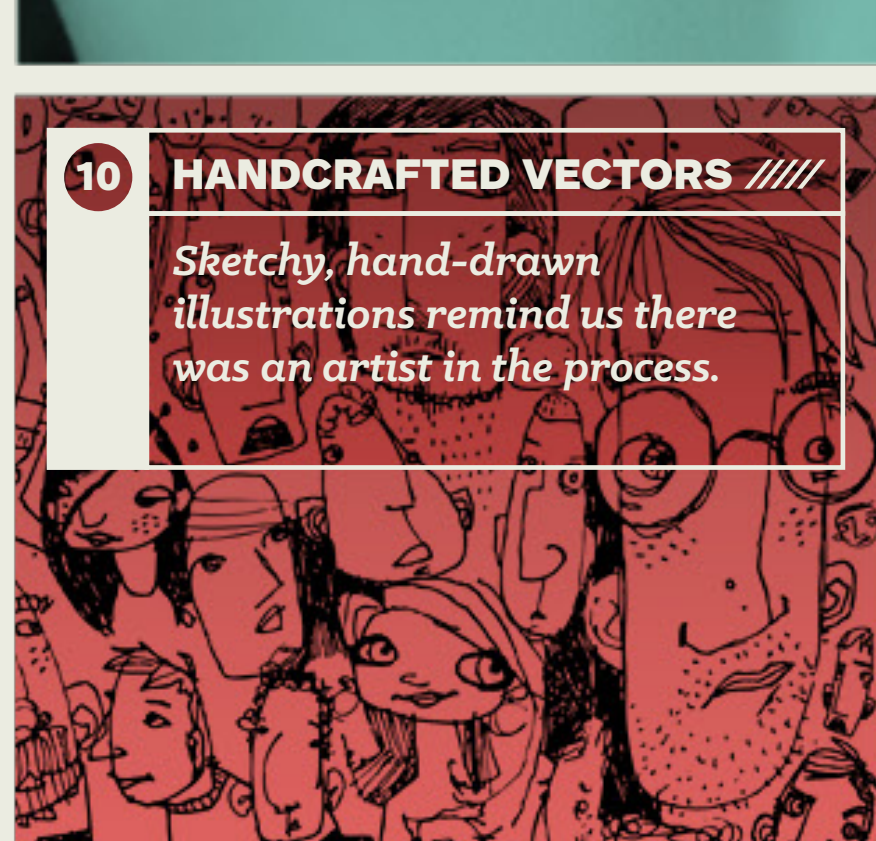 10
HANDCRAFTED VECTORS /////
Sketchy, hand-drawn
illustrations remind us there
was an artist in the process.